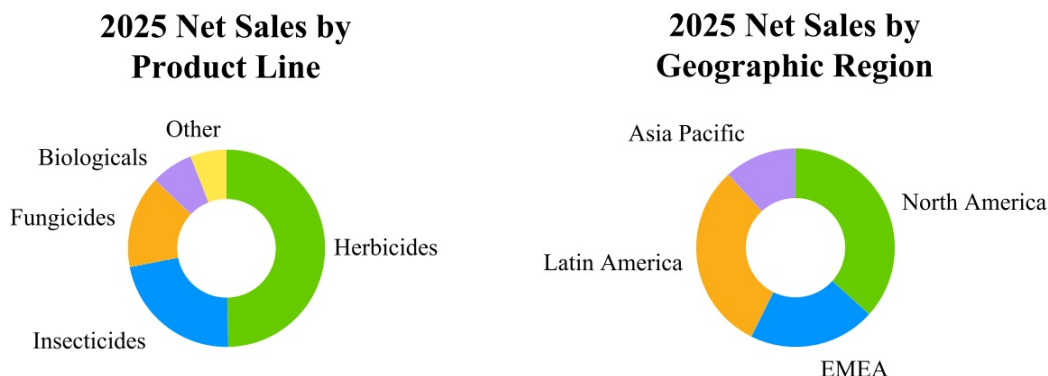 2025 Net Sales by
Product Line
Other
Biologicals
Fungicides
Herbicides
Insecticides
2025 Net Sales by
Geographic Region
Asia Pacific
North America
Latin America
EMEA